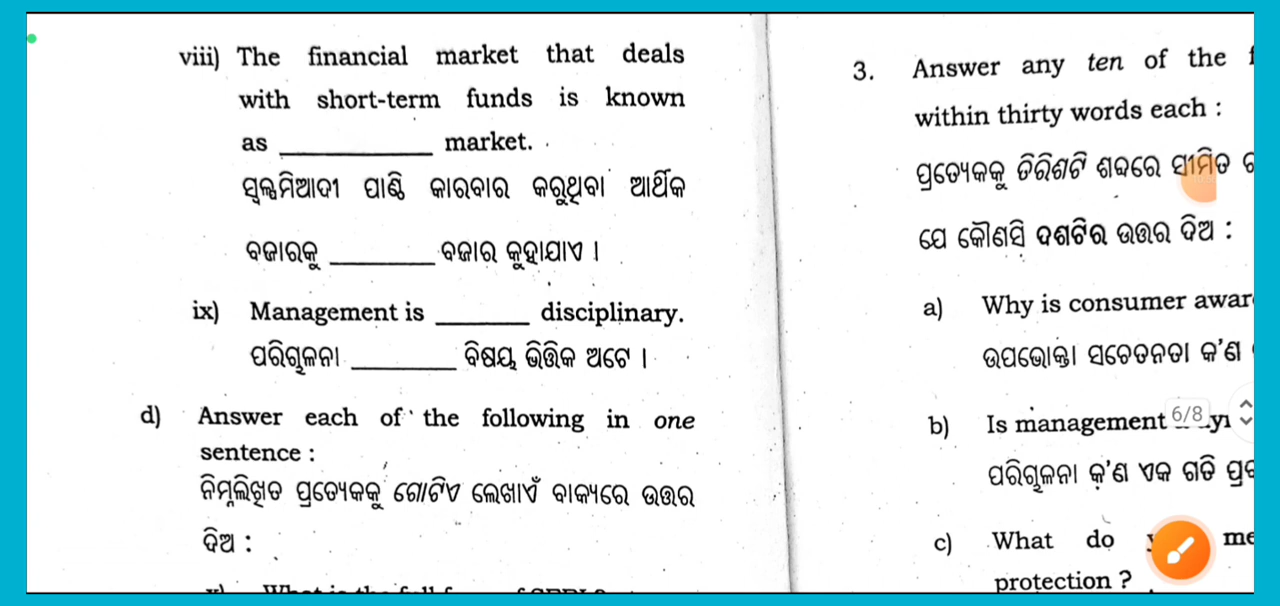 viii) The financial market that deals
with short-term funds is known
as __________ market.
ସ୍ୱଳ୍ପମିଆଦୀ ପାଣ୍ଠି କାରବାର କରୁଥିବା ଆର୍ଥିକ
ବଜାରକୁ ________ ବଜାର କୁହାଯାଏ ।
ix) Management is _______ disciplinary.
ପରିଚାଳନା ________ ବିଷୟ ଭିତ୍ତିକ ଅଟେ ।
d) Answer each of the following in one
sentence :
ନିମ୍ନଲିଖିତ ପ୍ରତ୍ୟେକକୁ ଗୋଟିଏ ଲେଖାଏଁ ବାକ୍ୟରେ ଉତ୍ତର
ଦିଅ :
3. Answer any ten of the
within thirty words each :
ପ୍ରତ୍ୟେକକୁ ତିରିଶଟି ଶବ୍ଦରେ ସୀମିତ
ଯେ କୌଣସି ଦଶଟିର ଉତ୍ତର ଦିଅ :
a) Why is consumer
ଉପଭୋକ୍ତା ସଚେତନତା କ'ଣ
b) Is management
6/8
ପରିଚାଳନା କ'ଣ ଏକ ଗତି
c) What do
protection ?